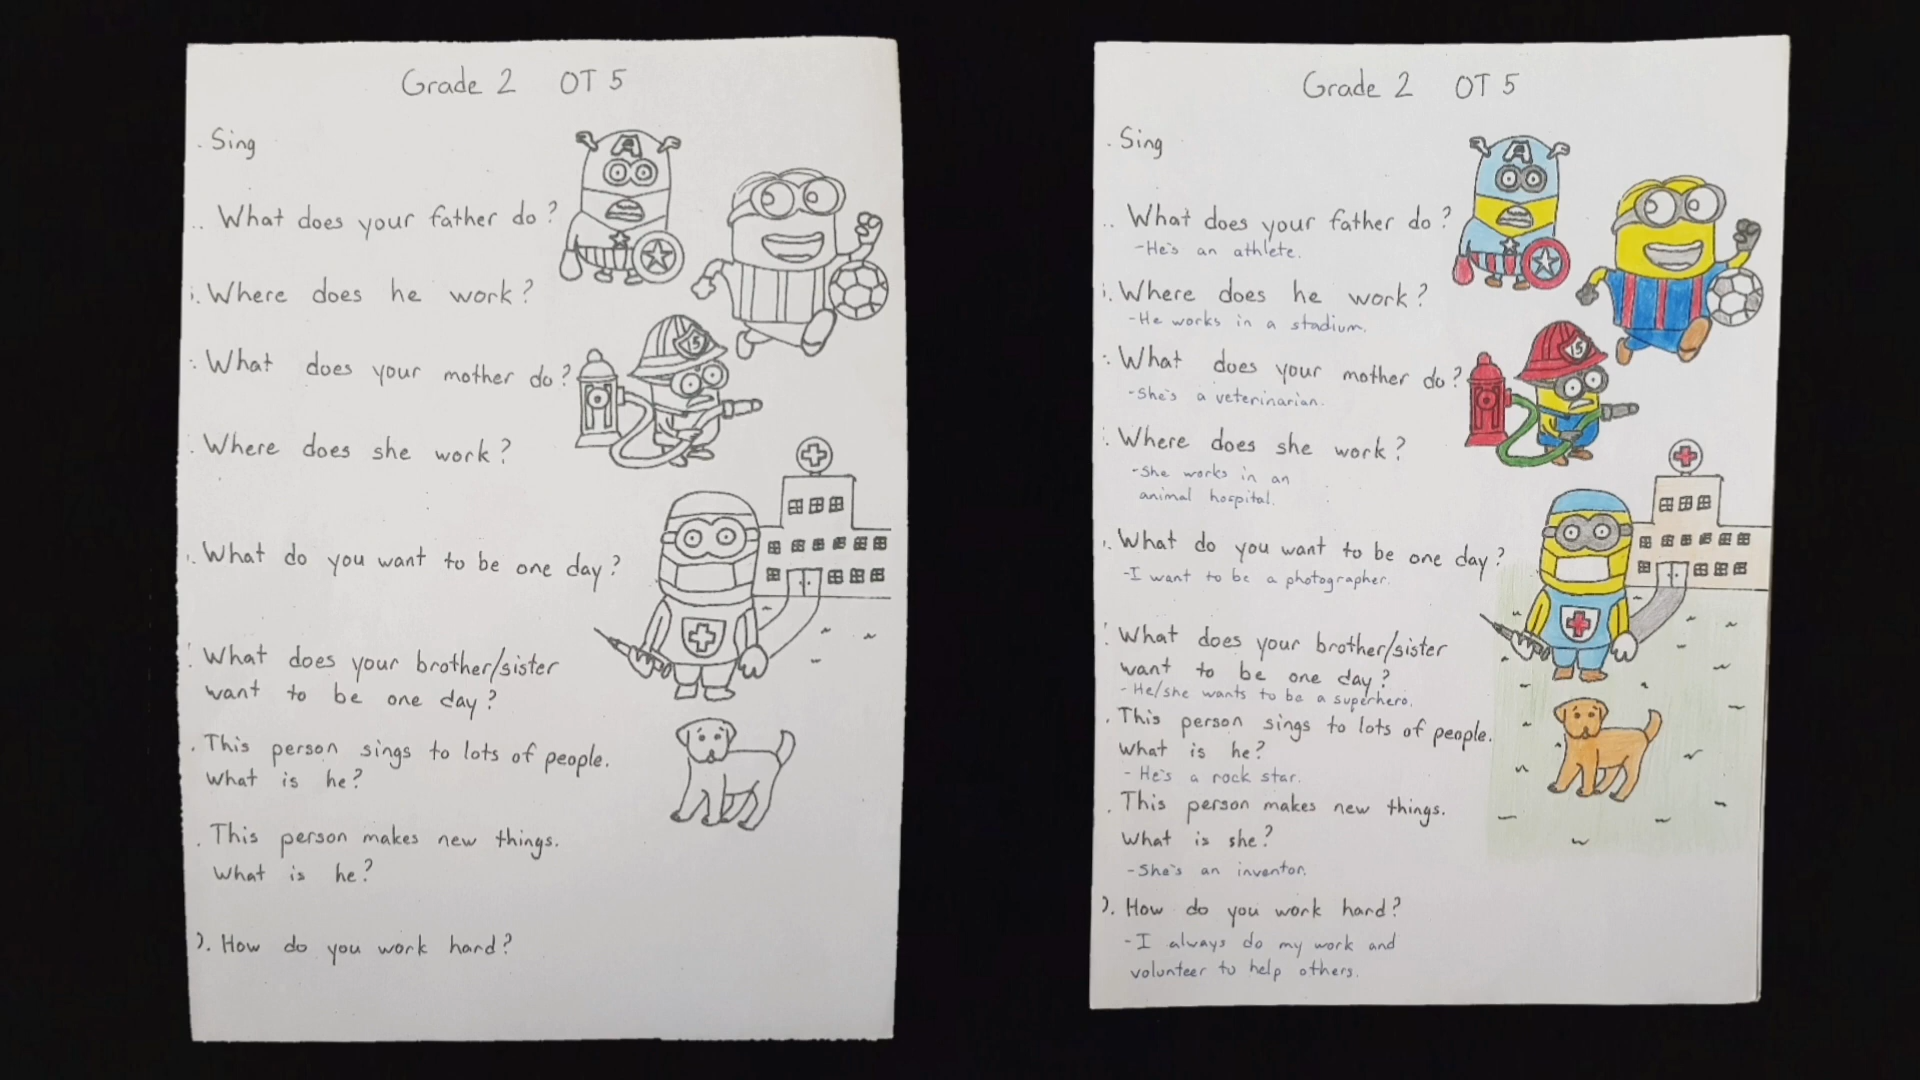 Grade 2 OT 5
. Sing
.. What does your father do?
. Where does he work?
: What does your mother do?
. Where does she work?
. What do you want to be one day?
. What does your brother/sister
want to be one day?
. This person sings to lots of people.
What is he?
. This person makes new things.
What is he?
). How do you work hard?
A
15
Grade 2 OT 5
. Sing
.. What does your father do?
-He's an athlete.
. Where does he work?
-He works in a stadium.
: What does your mother do?
-She's a veterinarian.
: Where does she work?
-She works in an
animal hospital.
. What do you want to be one day?
-I want to be a photographer.
. What does your brother/sister
want to be one day?
- He/she wants to be a superhero.
. This person sings to lots of people.
What is he?
- He's a rock star.
. This person makes new things.
What is she?
-She's an inventor.
). How do you work hard?
-I always do my work and
volunteer to help others.
A
15